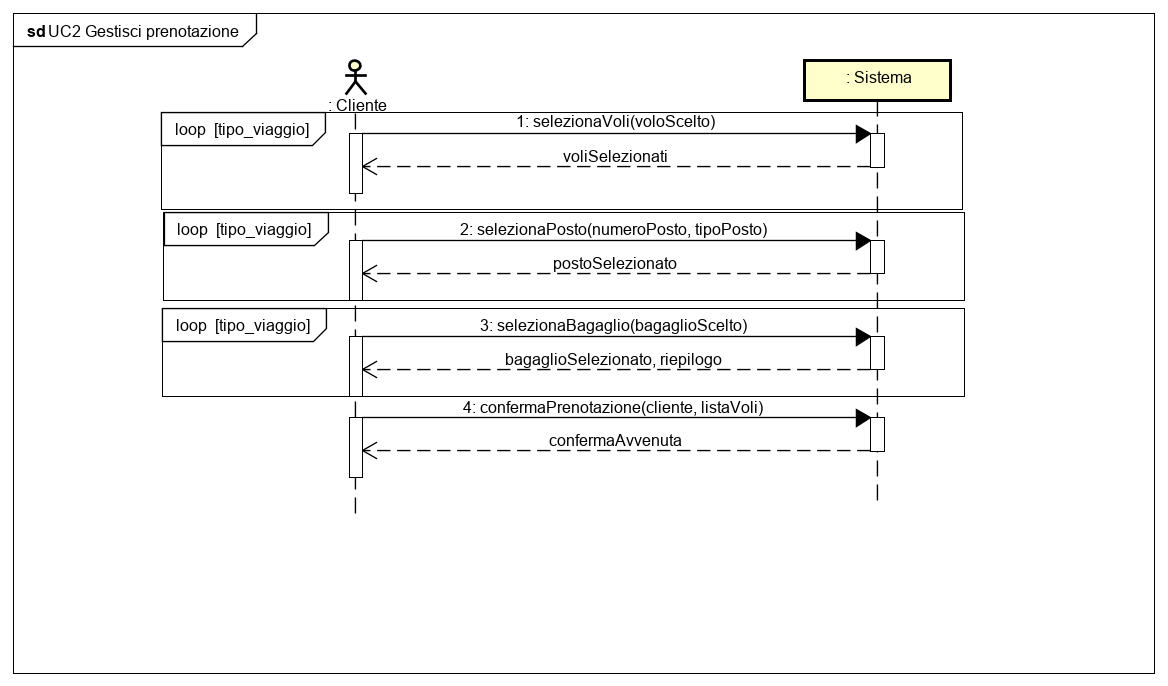 sd UC2 Gestisci prenotazione
: Cliente
: Sistema
loop [tipo_viaggio]
1: selezionaVoli(voloScelto)
voliSelezionati
loop [tipo_viaggio]
2: selezionaPosto(numeroPosto, tipoPosto)
postoSelezionato
loop [tipo_viaggio]
3: selezionaBagaglio(bagaglioScelto)
bagaglioSelezionato, riepilogo
4: confermaPrenotazione(cliente, listaVoli)
confermaAvvenuta